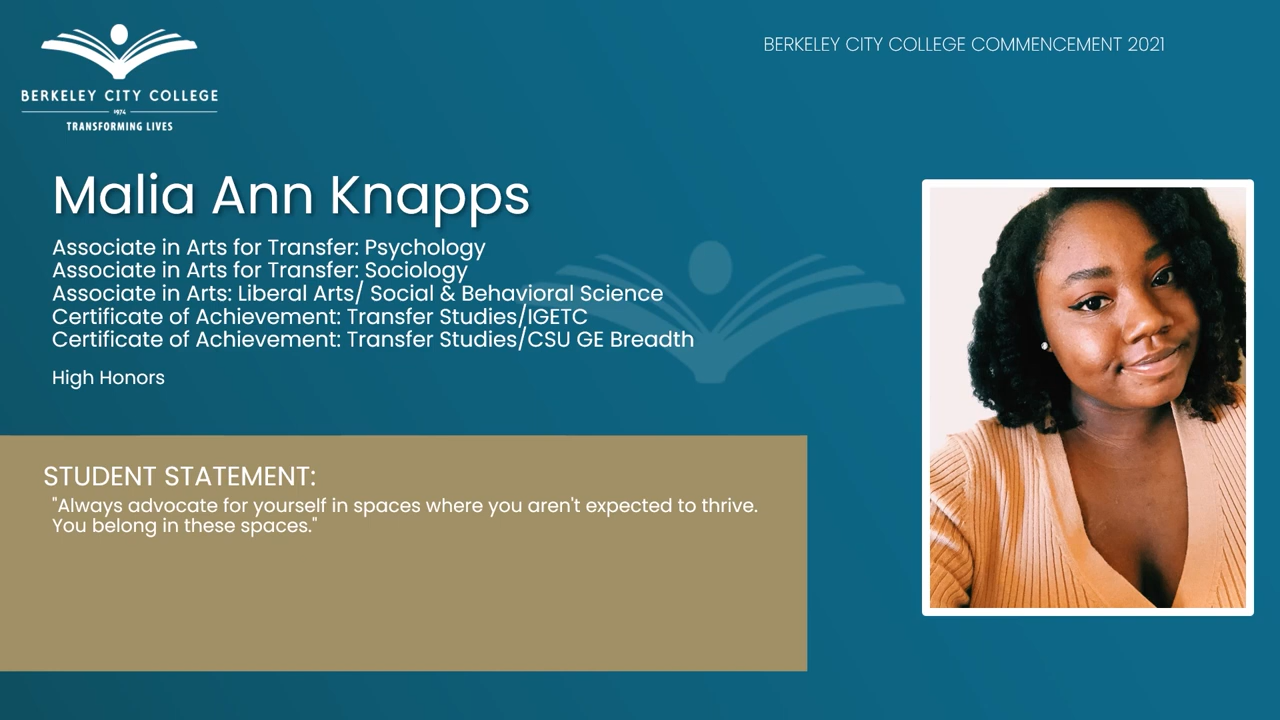 BERKELEY CITY COLLEGE COMMENCEMENT 2021
BERKELEY CITY COLLEGE
1974
TRANSFORMING LIVES
Malia Ann Knapps
Associate in Arts for Transfer: Psychology
Associate in Arts for Transfer: Sociology
Associate in Arts: Liberal Arts/ Social & Behavioral Science
Certificate of Achievement: Transfer Studies/IGETC
Certificate of Achievement: Transfer Studies/CSU GE Breadth
High Honors
STUDENT STATEMENT:
"Always advocate for yourself in spaces where you aren't expected to thrive.
You belong in these spaces."